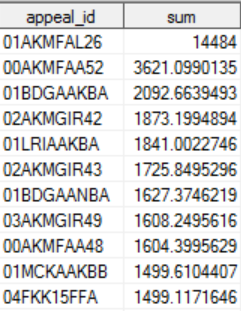 appeal_id sum
01AKMFAL26 14484
00AKMFAA52 3621.0990135
01BDGAAKBA 2092.6639493
02AKMGIR42 1873.1994894
01LRIAAKBA 1841.0022746
02AKMGIR43 1725.8495296
01BDGAANBA 1627.3746219
03AKMGIR49 1608.2495616
00AKMFAA48 1604.3995629
01MCKAAKBB 1499.6104407
04FKK15FFA 1499.1171646